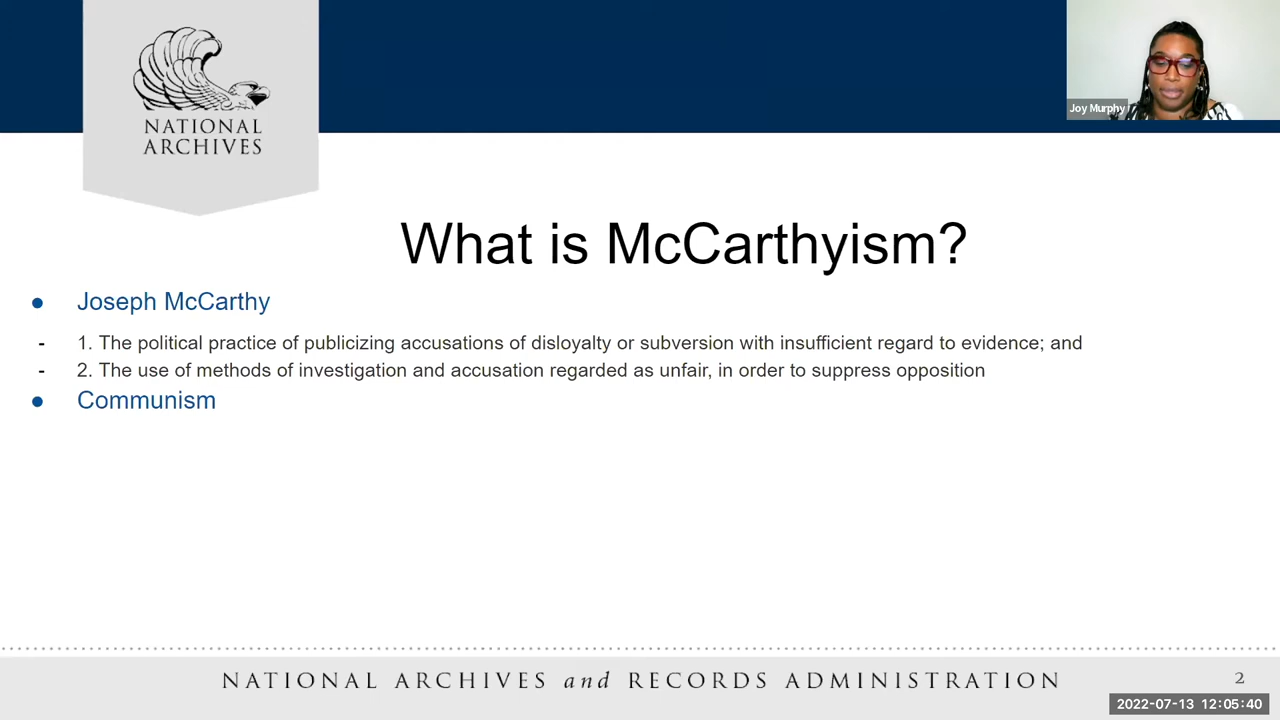 NATIONAL
ARCHIVES
Joy Murphy
What is McCarthyism?
● Joseph McCarthy
- 1. The political practice of publicizing accusations of disloyalty or subversion with insufficient regard to evidence; and
- 2. The use of methods of investigation and accusation regarded as unfair, in order to suppress opposition
● Communism
NATIONAL ARCHIVES and RECORDS ADMINISTRATION
2
2022-07-13 12:05:40